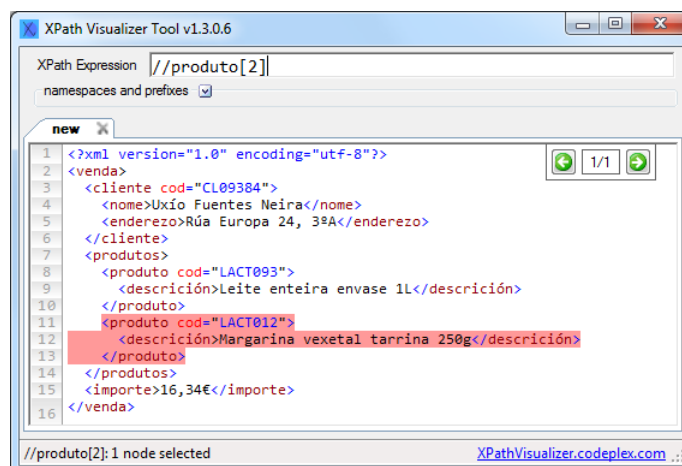 XPath Visualizer Tool v1.3.0.6
XPath Expression //produto[2]
namespaces and prefixes
new
1/1
1 <?xml version="1.0" encoding="utf-8"?>
2 <venda>
3 <cliente cod="CL09384">
4 <nome>Uxío Fuentes Neira</nome>
5 <enderezo>Rúa Europa 24, 3ºA</enderezo>
6 </cliente>
7 <produtos>
8 <produto cod="LACT093">
9 <descrición>Leite enteira envase 1L</descrición>
10 </produto>
11 <produto cod="LACT012">
12 <descrición>Margarina vexetal tarrina 250g</descrición>
13 </produto>
14 </produtos>
15 <importe>16,34€</importe>
16 </venda>
//produto[2]: 1 node selected
XPathVisualizer.codeplex.com